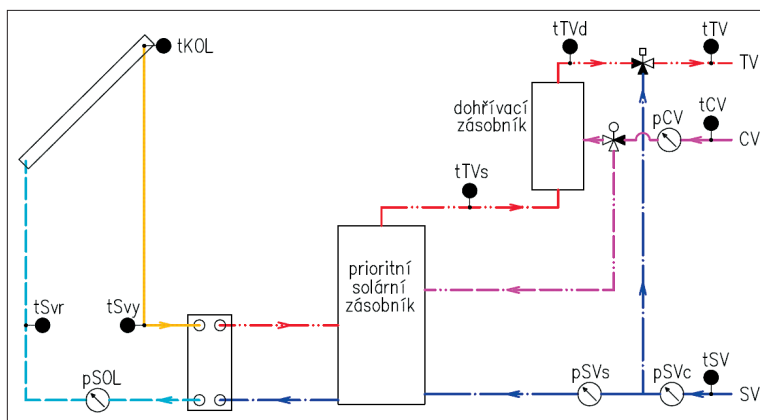 tKOL
tTVd
tTV
TV
dohřívací
zásobník
pCV
tCV
CV
tTVs
prioritní
solární
zásobník
tSvr
tSvy
pSOL
pSVs
pSVc
tSV
SV